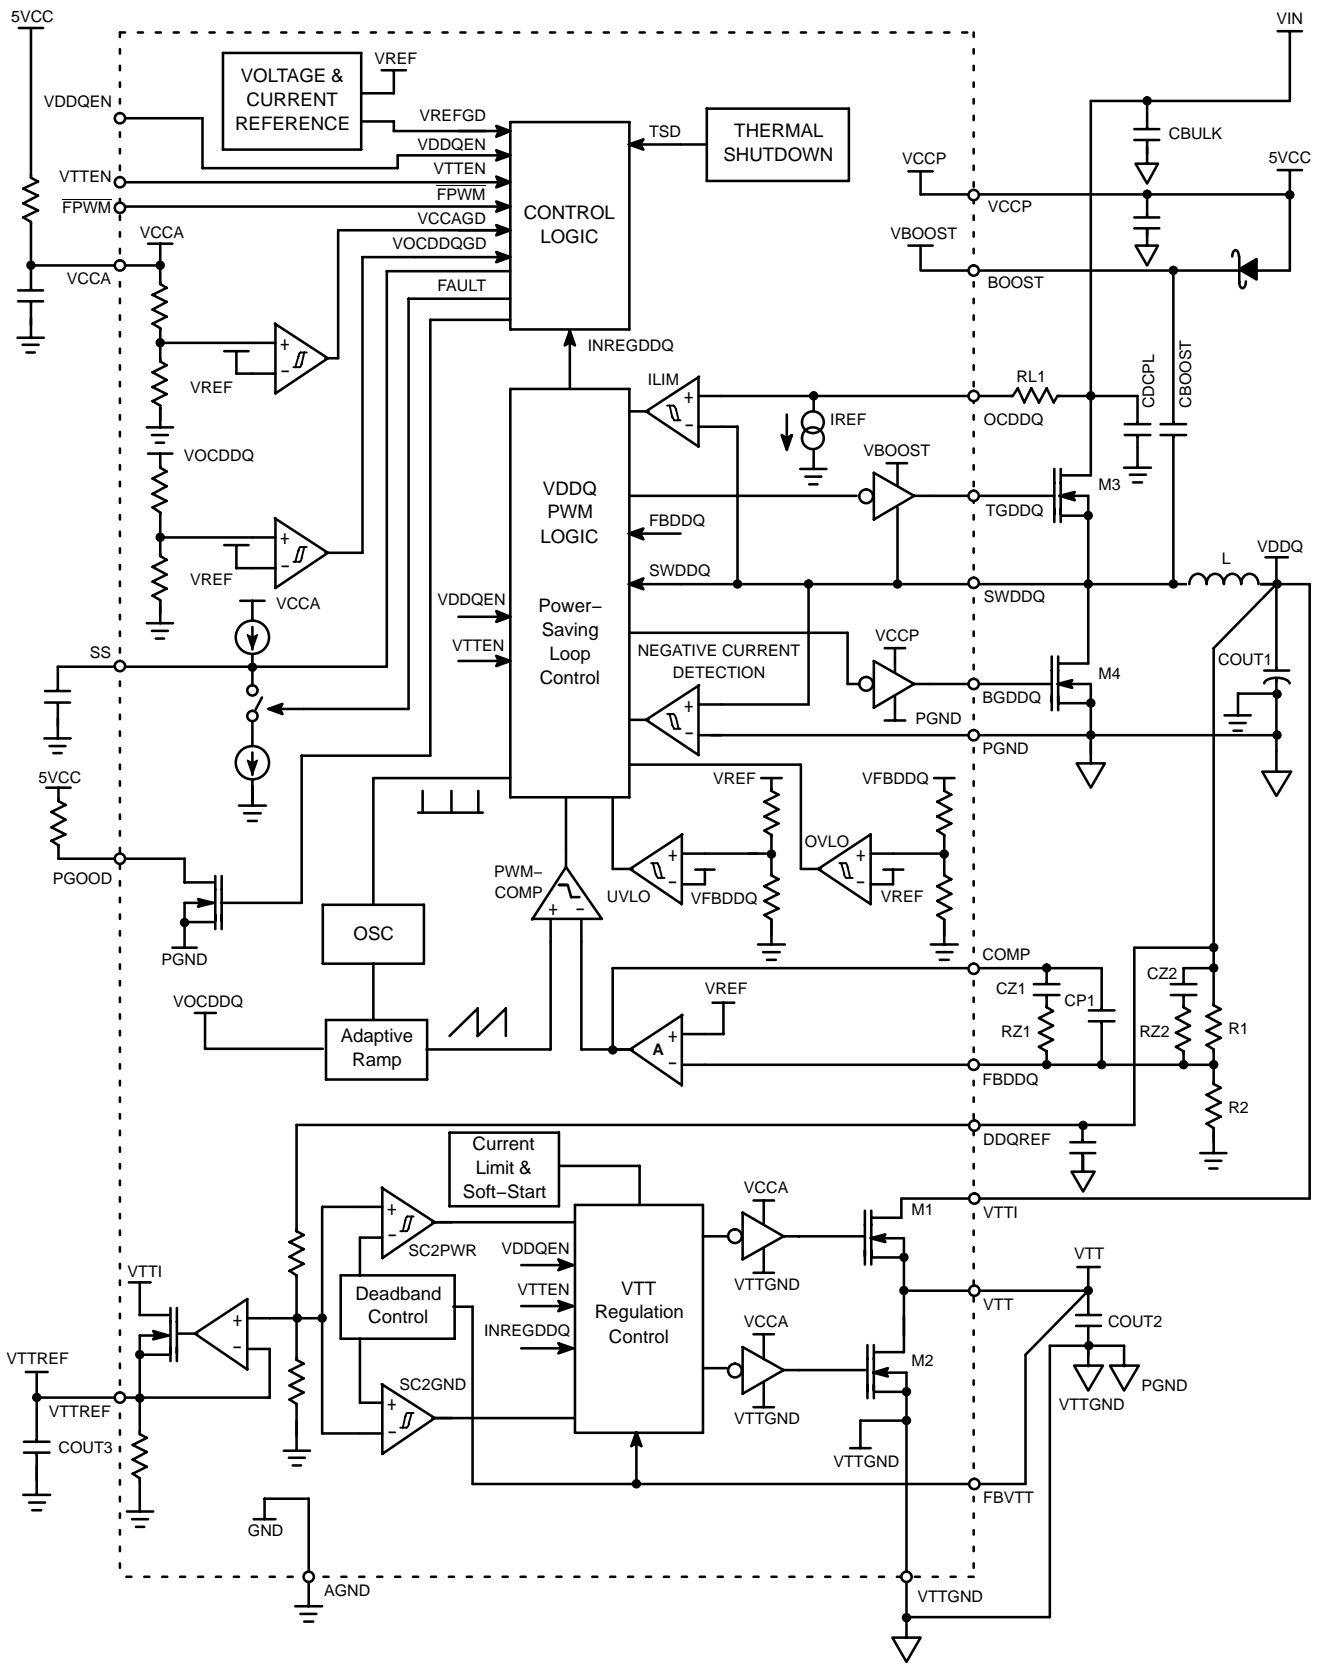 5VCC
VIN
VOLTAGE &
CURRENT
REFERENCE
VREF
VDDQEN
VREFGD
VDDQEN
VTTEN
VTTEN
FPWM
FPWM
VCCAGD
VOCDDQGD
FAULT
CONTROL
LOGIC
TSD
THERMAL
SHUTDOWN
CBULK
VCCP
5VCC
VCCP
VBOOST
BOOST
VCCA
VCCA
+
−
VREF
INREGDDQ
ILIM
+
−
IREF
RL1
OCDDQ
CDCPL
CBOOST
VOCDDQ
+
−
VREF
VDDQ
PWM
LOGIC
Power−
Saving
Loop
Control
VBOOST
TGDDQ
M3
FBDDQ
SWDDQ
SWDDQ
L
VDDQ
VCCA
VDDQEN
VTTEN
SS
NEGATIVE CURRENT
DETECTION
+
−
VCCP
PGND
BGDDQ
M4
COUT1
PGND
5VCC
PGOOD
PGND
VREF
VFBDDQ
PWM−
COMP
+
−
UVLO
+
−
VFBDDQ
OVLO
+
−
VREF
OSC
VOCDDQ
Adaptive
Ramp
COMP
VREF
A
+
−
CZ1
CP1
RZ1
CZ2
RZ2
R1
FBDDQ
R2
DDQREF
Current
Limit &
Soft−Start
VTTI
M1
SC2PWR
+
−
VDDQEN
VTTEN
INREGDDQ
VTT
Regulation
Control
VCCA
VTTGND
VTT
VTT
VTTI
Deadband
Control
+
−
VCCA
VTTGND
M2
COUT2
VTTGND
PGND
VTTREF
VTTREF
COUT3
SC2GND
+
−
VTTGND
FBVTT
GND
AGND
VTTGND